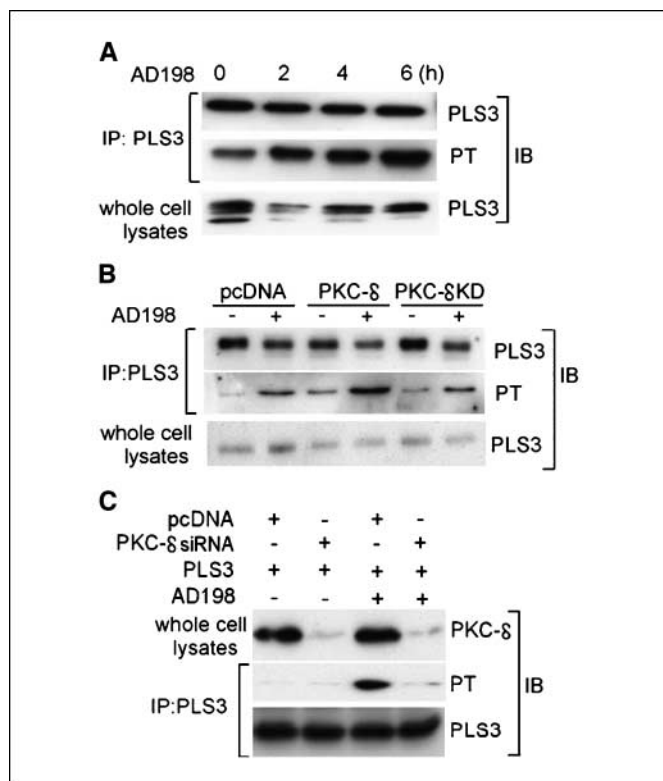 A
AD198 0 2 4 6 (h)
IP: PLS3
PLS3
PT
IB
whole cell lysates
PLS3
B
pcDNA PKC-δ PKC-δKD
AD198 - + - + - +
IP:PLS3
PLS3
PT
IB
whole cell lysates
PLS3
C
pcDNA + - + -
PKC-δ siRNA - + - +
PLS3 + + + +
AD198 - - + +
whole cell lysates
PKC-δ
PT
IB
IP:PLS3
PLS3